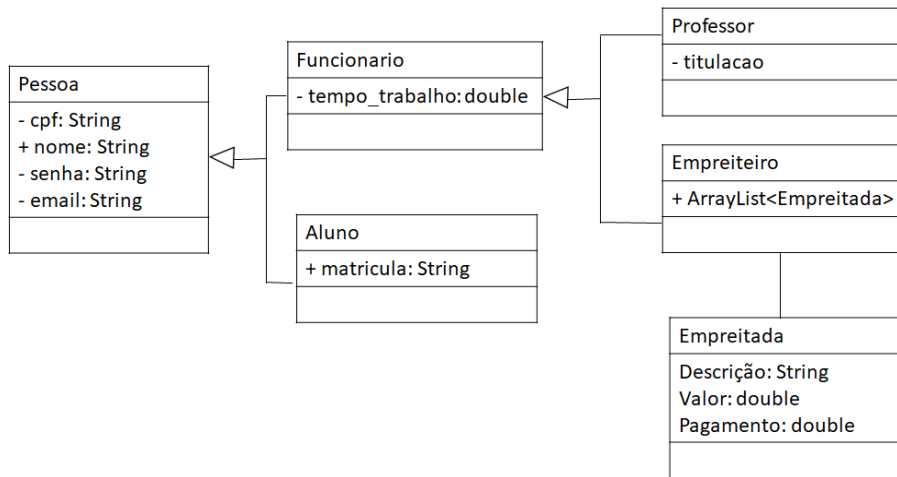 Pessoa
- cpf: String
+ nome: String
- senha: String
- email: String
Funcionario
- tempo_trabalho: double
Aluno
+ matricula: String
Professor
- titulacao
Empreiteiro
+ ArrayList<Empreitada>
Empreitada
Descrição: String
Valor: double
Pagamento: double